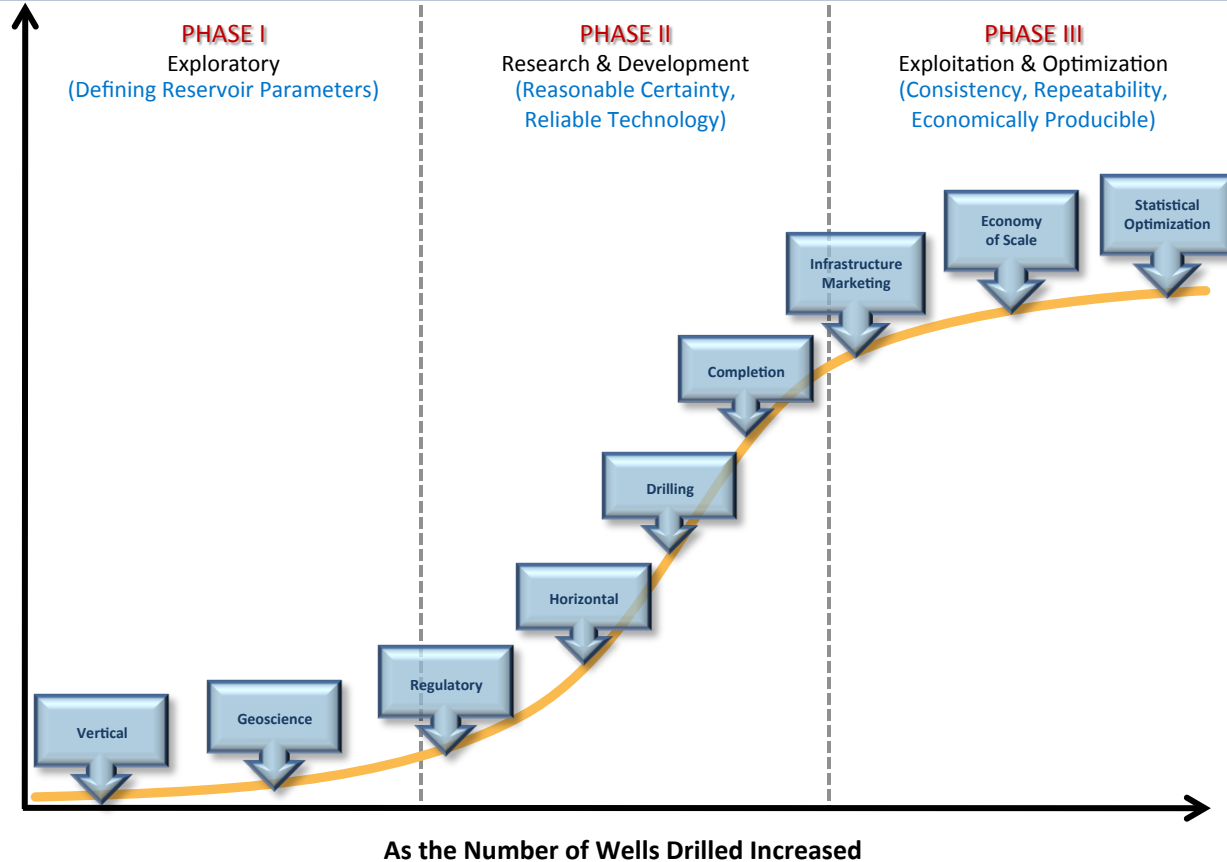 PHASE I
Exploratory
(Defining Reservoir Parameters)
PHASE II
Research & Development
(Reasonable Certainty,
Reliable Technology)
PHASE III
Exploitation & Optimization
(Consistency, Repeatability,
Economically Producible)
Vertical
Geoscience
Regulatory
Horizontal
Drilling
Completion
Infrastructure
Marketing
Economy
of Scale
Statistical
Optimization
As the Number of Wells Drilled Increased